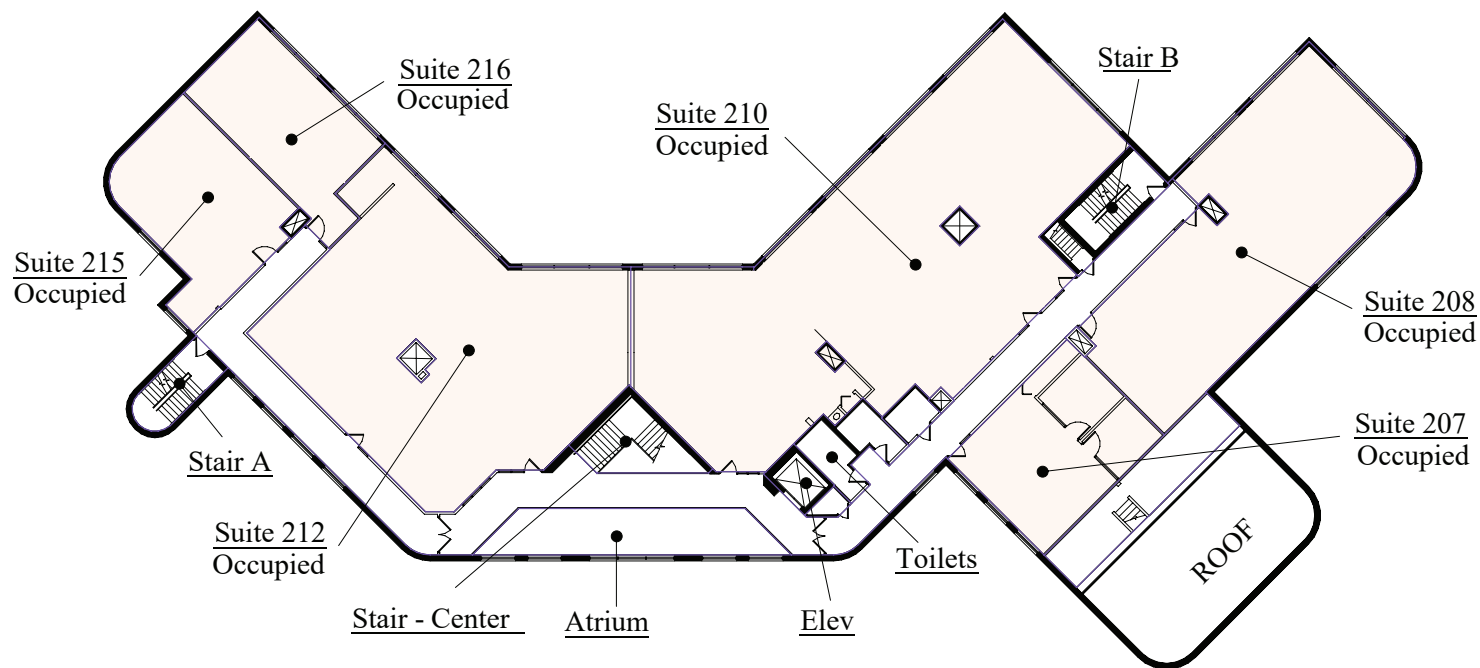 Suite 216
Occupied
Stair B
Suite 210
Occupied
Suite 215
Occupied
Suite 208
Occupied
Suite 207
Occupied
Stair A
Suite 212
Occupied
Toilets
ROOF
Stair - Center
Atrium
Elev